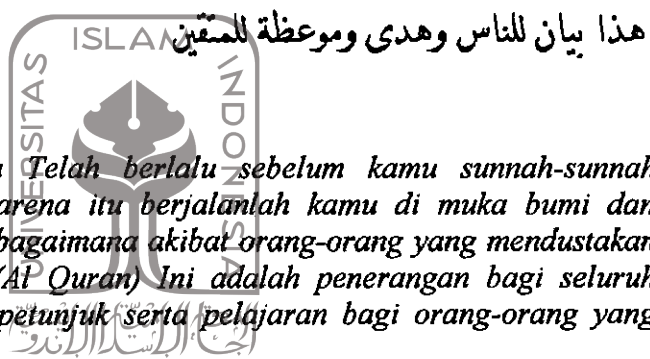 هذا بيان للناس وهدى وموعظة للمتقين
ISLAM
UNIVERSITAS
INDONESIA
Telah berlalu sebelum kamu sunnah-sunnah
arena itu berjalanlah kamu di muka bumi dan
bagaimana akibat orang-orang yang mendustakan
(Al Quran) Ini adalah penerangan bagi seluruh
petunjuk serta pelajaran bagi orang-orang yang